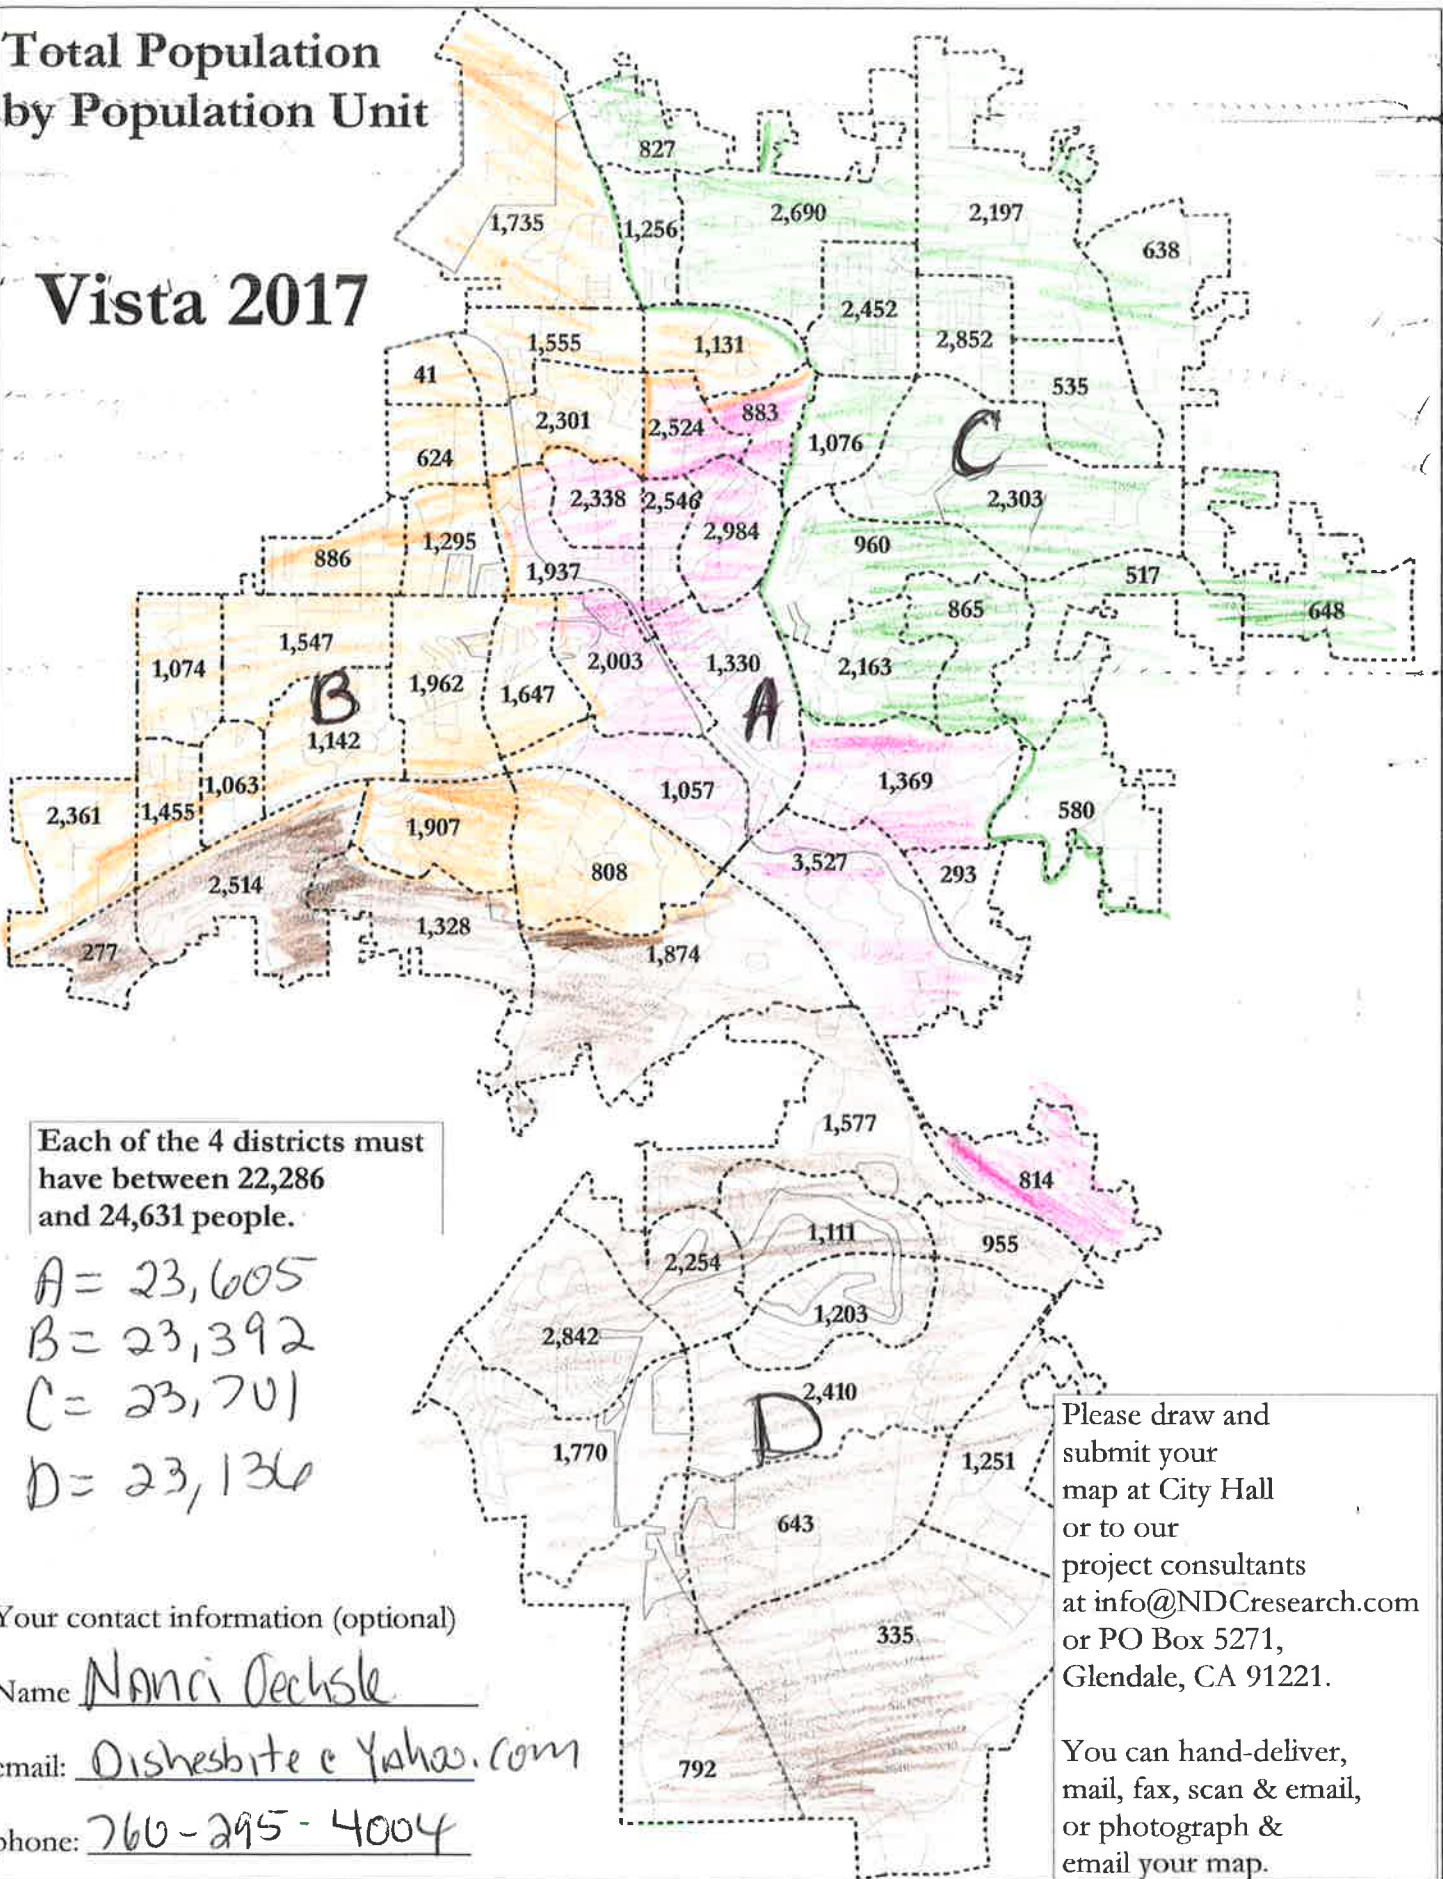 Total Population
by Population Unit
Vista 2017
827
1,735
1,256
2,690
2,197
638
2,452
2,852
1,555
1,131
41
535
2,301
2,524
883
1,076
C
624
2,338
2,546
2,303
2,984
1,295
960
886
1,937
517
865
648
1,547
1,074
2,003
1,330
2,163
1,962
1,647
B
A
1,142
1,063
1,057
1,369
2,361
1,455
580
1,907
3,527
808
293
2,514
1,328
277
1,874
1,577
Each of the 4 districts must
have between 22,286
and 24,631 people.
814
1,111
955
2,254
A = 23,605
1,203
B = 23,392
2,842
C = 23,701
2,410
D
D = 23,136
1,770
1,251
643
335
792
Please draw and
submit your
map at City Hall
or to our
project consultants
at info@NDCresearch.com
or PO Box 5271,
Glendale, CA 91221.
You can hand-deliver,
mail, fax, scan & email,
or photograph &
email your map.
Your contact information (optional)
Name Nanci Oechsle
email: Dishesbite @ Yahoo.com
phone: 760-295-4004